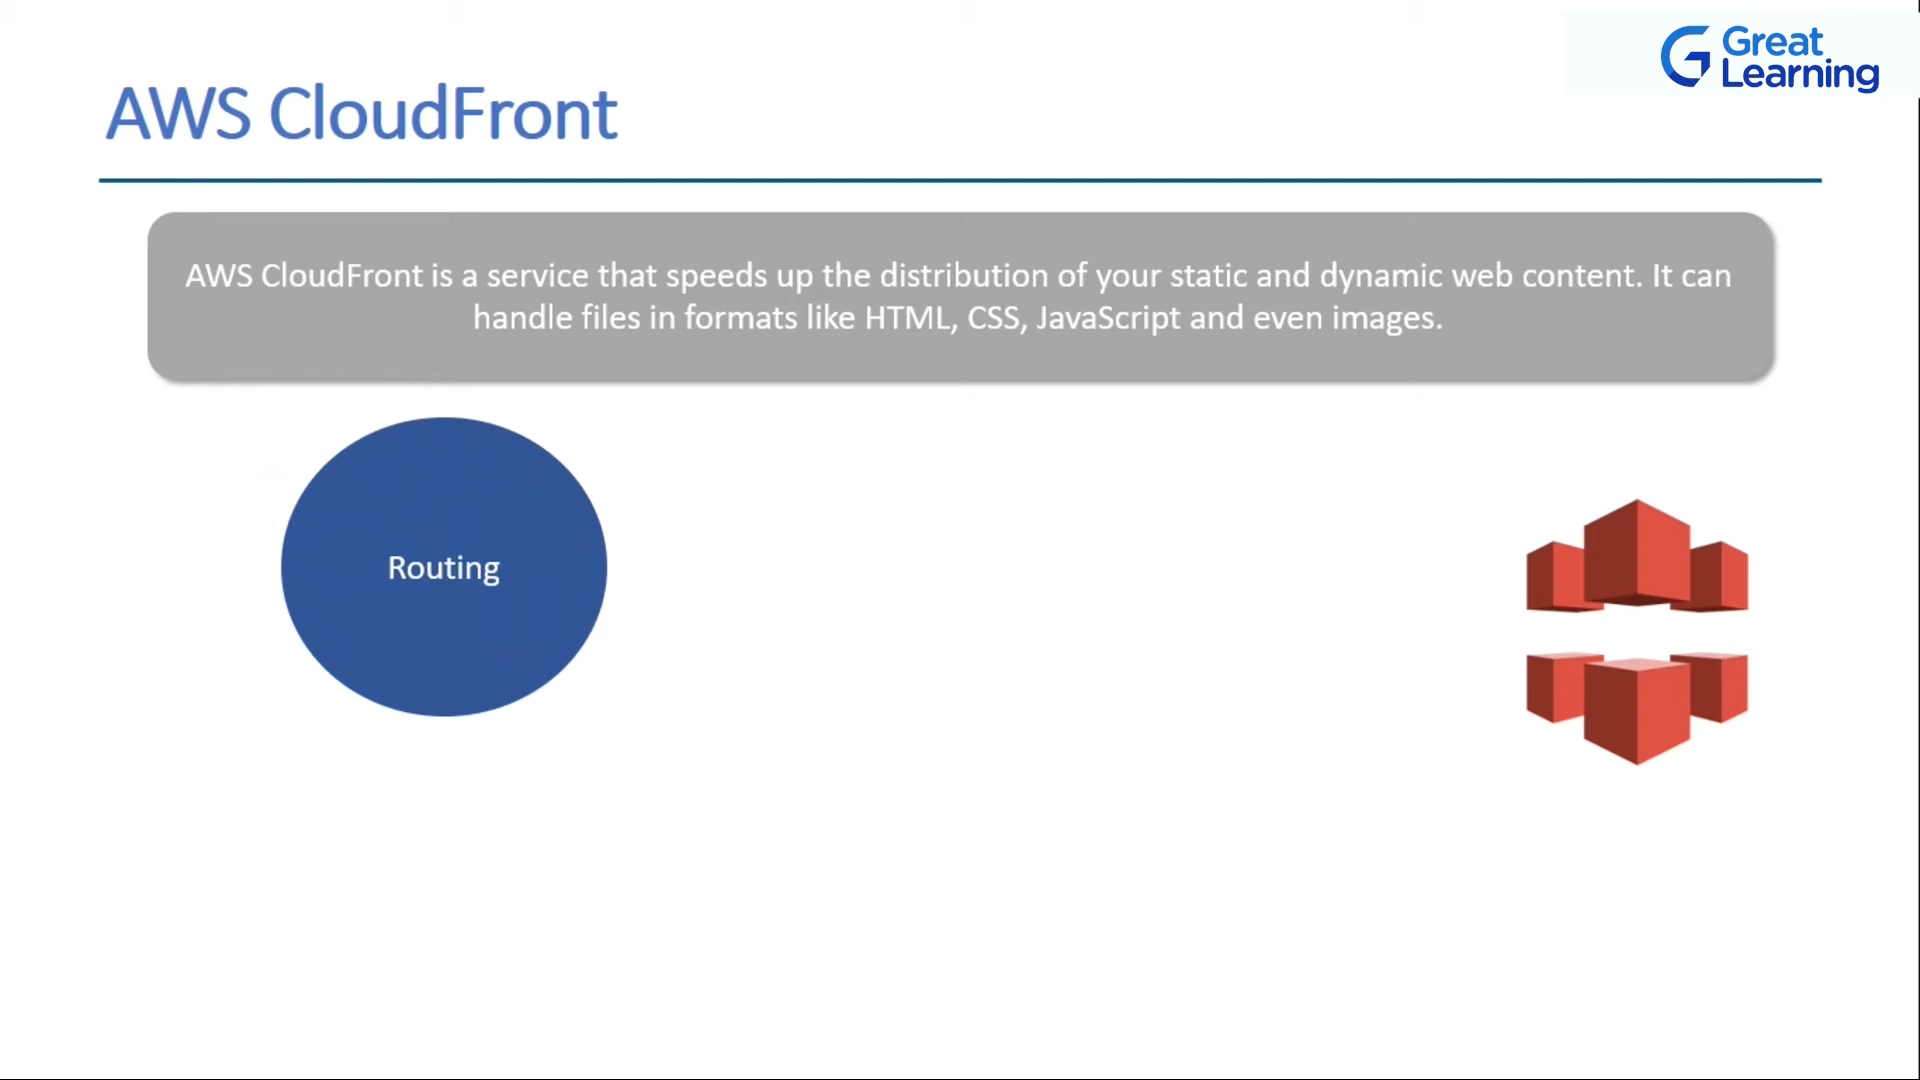 Great
Learning
AWS CloudFront
AWS CloudFront is a service that speeds up the distribution of your static and dynamic web content. It can
handle files in formats like HTML, CSS, JavaScript and even images.
Routing